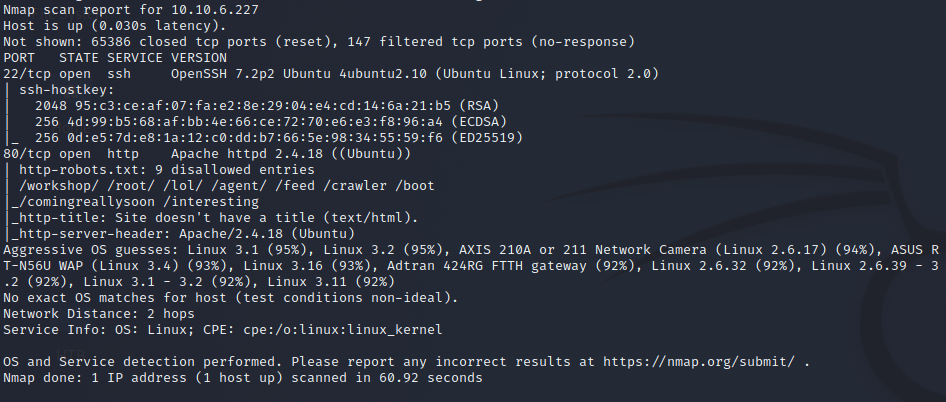 Nmap scan report for 10.10.6.227
Host is up (0.030s latency).
Not shown: 65386 closed tcp ports (reset), 147 filtered tcp ports (no-response)
PORT   STATE SERVICE VERSION
22/tcp open  ssh     OpenSSH 7.2p2 Ubuntu 4ubuntu2.10 (Ubuntu Linux; protocol 2.0)
| ssh-hostkey:
|   2048 95:c3:ce:af:07:fa:e2:8e:29:04:e4:cd:14:6a:21:b5 (RSA)
|   256 4d:99:b5:68:af:bb:4e:66:ce:72:70:e6:e3:f8:96:a4 (ECDSA)
|_  256 0d:e5:7d:e8:1a:12:c0:dd:b7:66:5e:98:34:55:59:f6 (ED25519)
80/tcp open  http    Apache httpd 2.4.18 ((Ubuntu))
| http-robots.txt: 9 disallowed entries
| /workshop/ /root/ /lol/ /agent/ /feed /crawler /boot
|_/comingreallysoon /interesting
|_http-title: Site doesn't have a title (text/html).
|_http-server-header: Apache/2.4.18 (Ubuntu)
Aggressive OS guesses: Linux 3.1 (95%), Linux 3.2 (95%), AXIS 210A or 211 Network Camera (Linux 2.6.17) (94%), ASUS R
T-N56U WAP (Linux 3.4) (93%), Linux 3.16 (93%), Adtran 424RG FTTH gateway (92%), Linux 2.6.32 (92%), Linux 2.6.39 - 3
.2 (92%), Linux 3.1 - 3.2 (92%), Linux 3.11 (92%)
No exact OS matches for host (test conditions non-ideal).
Network Distance: 2 hops
Service Info: OS: Linux; CPE: cpe:/o:linux:linux_kernel

OS and Service detection performed. Please report any incorrect results at https://nmap.org/submit/ .
Nmap done: 1 IP address (1 host up) scanned in 60.92 seconds